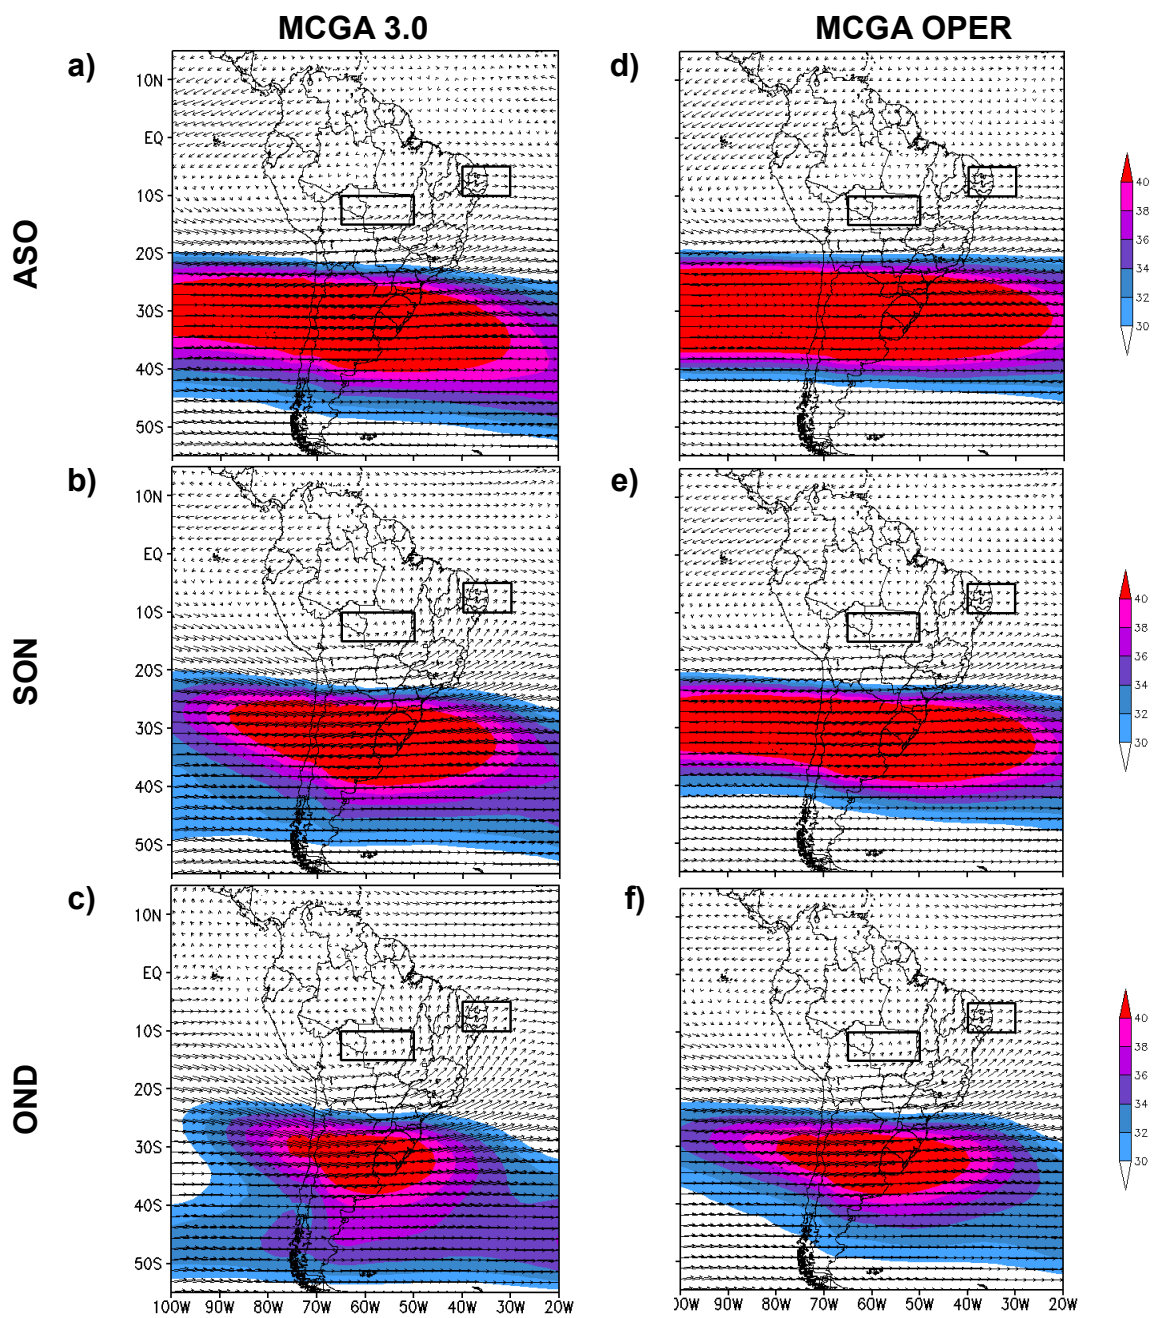 MCGA 3.0 MCGA OPER
a) d)
ASO
10N
EQ
10S
20S
30S
40S
50S
40
38
36
34
32
30
b) e)
SON
10N
EQ
10S
20S
30S
40S
50S
40
38
36
34
32
30
c) f)
OND
10N
EQ
10S
20S
30S
40S
50S
40
38
36
34
32
30
100W 90W 80W 70W 60W 50W 40W 30W 20W
00W 90W 80W 70W 60W 50W 40W 30W 20W